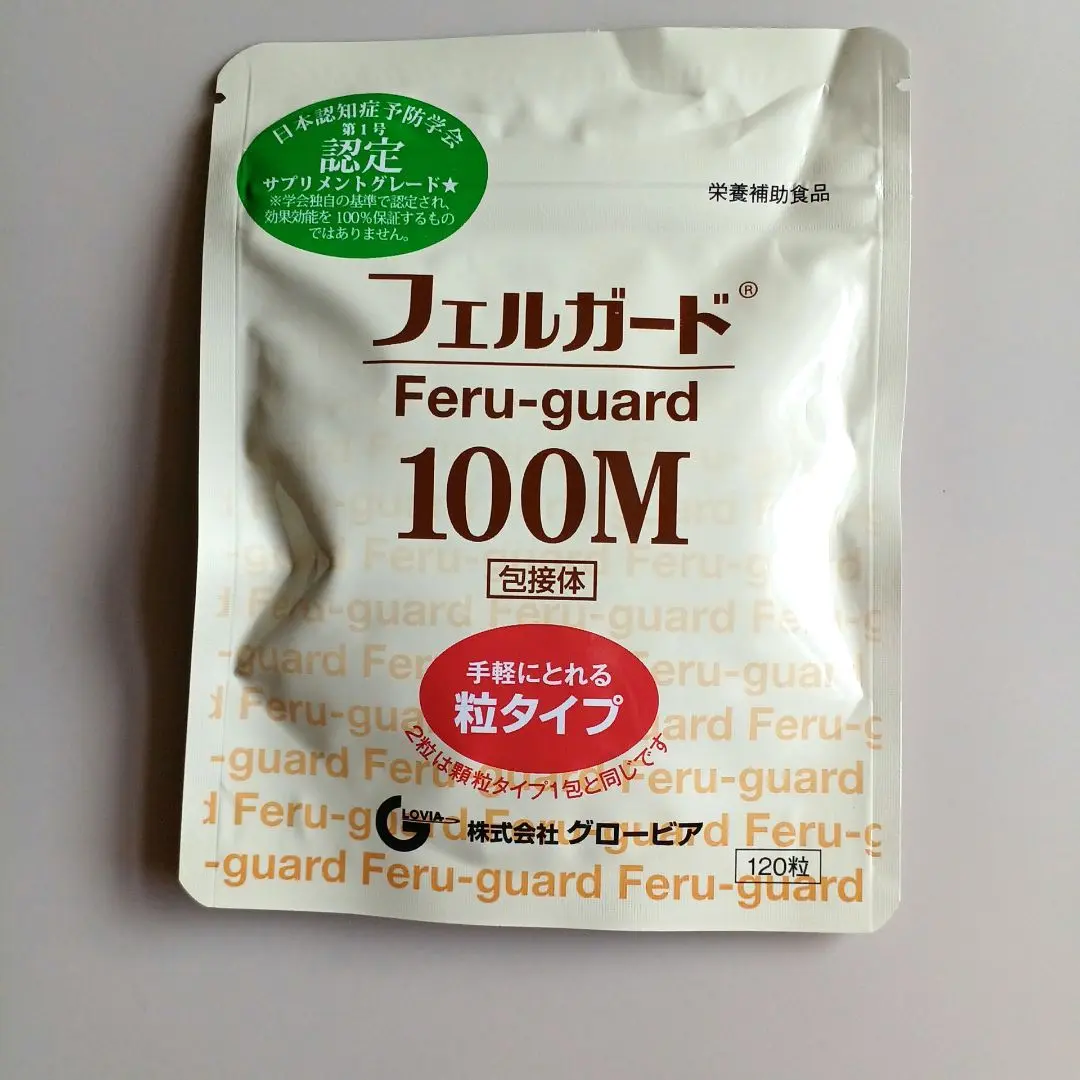 日本認知症予防学会
第1号
認定
サプリメントグレード★
※学会独自の基準で認定され、
効果効能を100%保証するもの
ではありません。
栄養補助食品
フェルガード®
Feru-guard
100M
包接体
手軽にとれる
粒タイプ
2粒は顆粒タイプ1包と同じです
GLOVIA
株式会社 グロービア
120粒
-guard Feru-guard Feru-guard